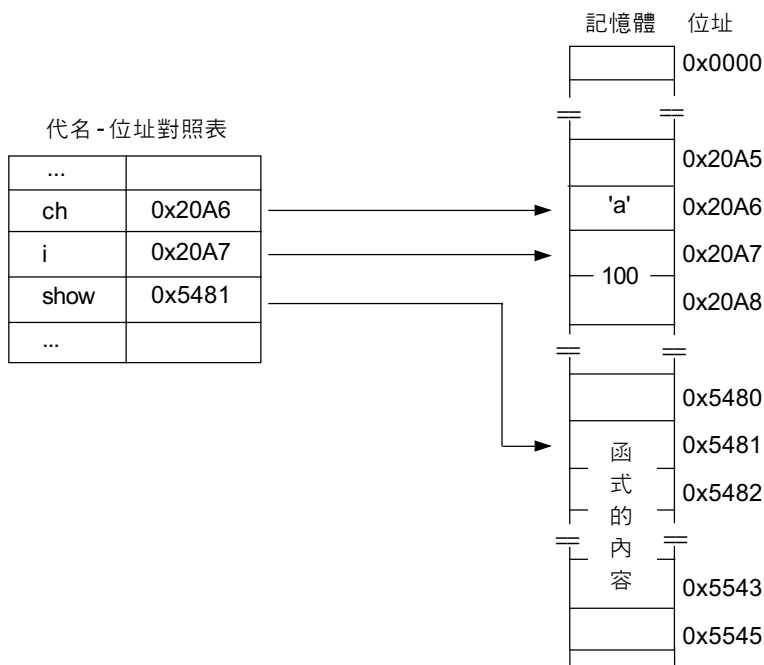 記憶體 位址
0x0000
代名-位址對照表
...
ch 0x20A6
i 0x20A7
show 0x5481
...
0x20A5
'a' 0x20A6
0x20A7
100
0x20A8
0x5480
0x5481
0x5482
函式的內容
0x5543
0x5545